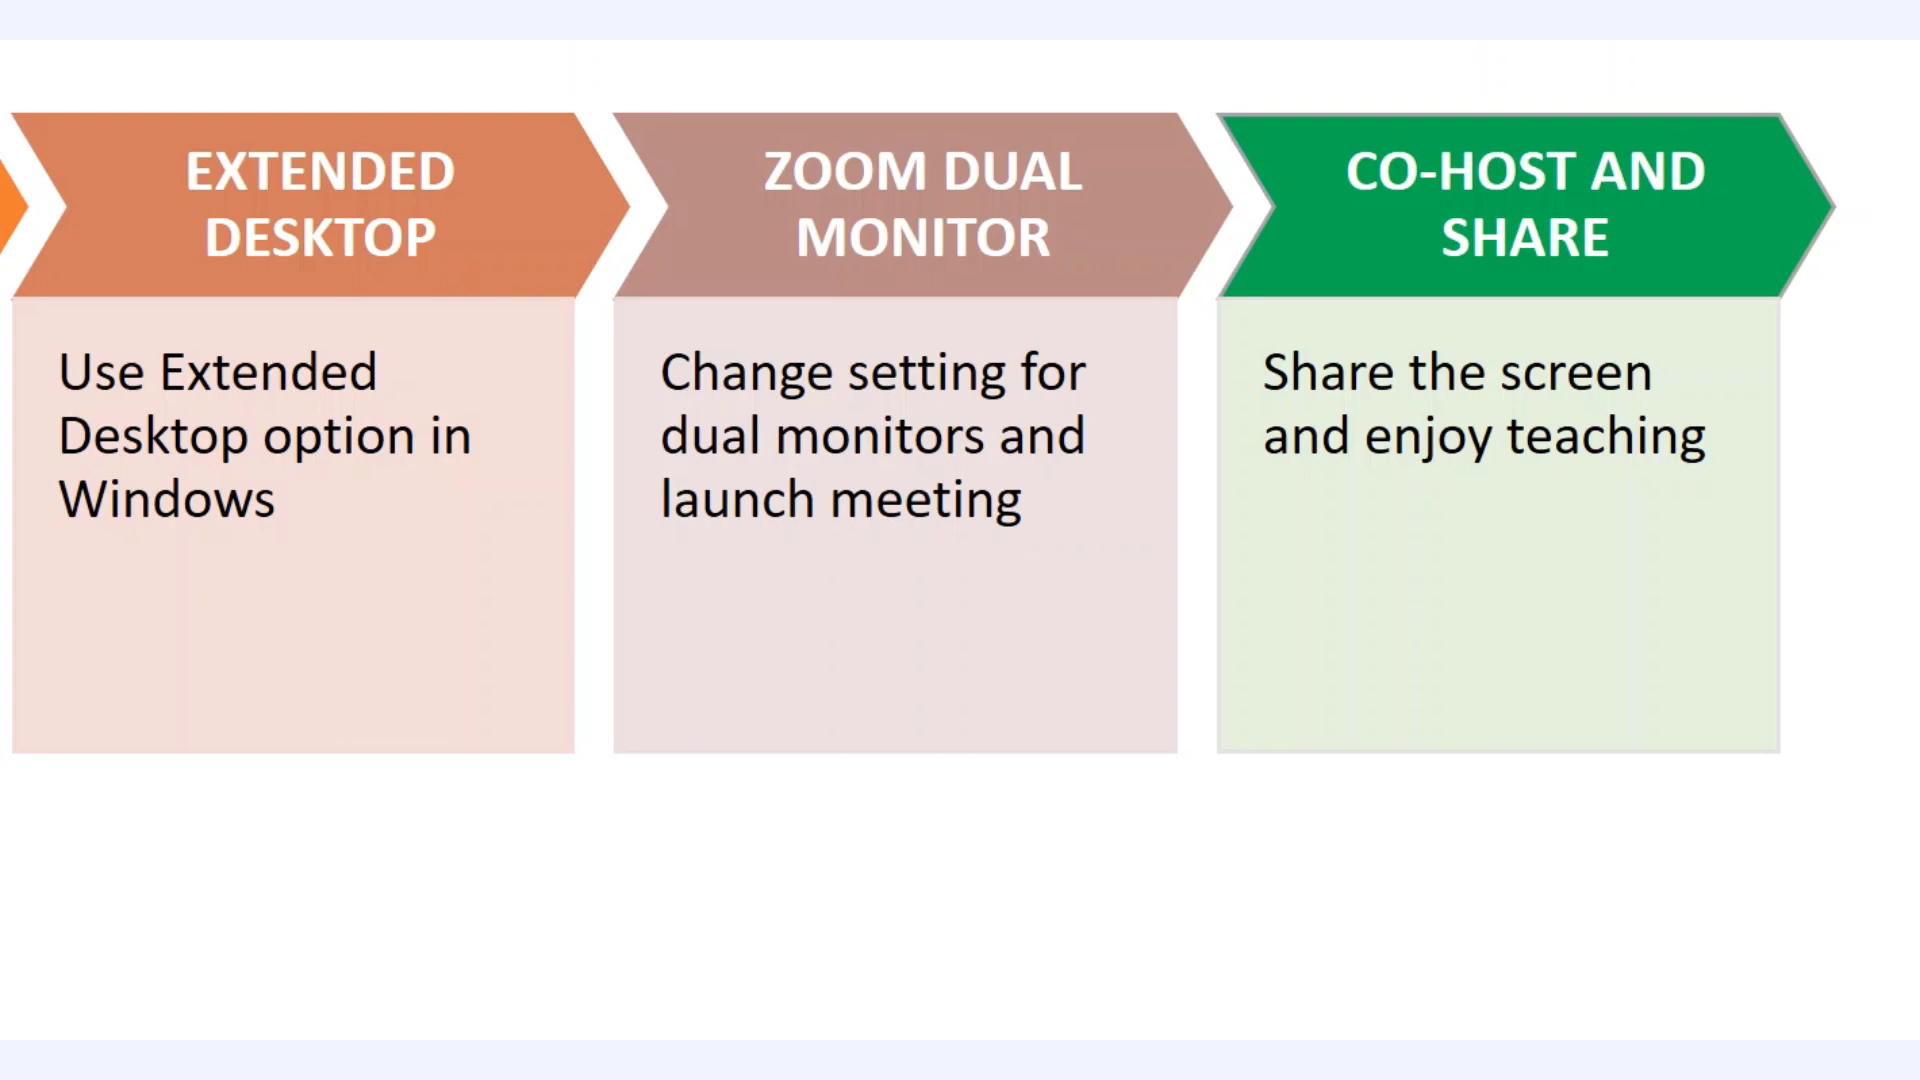 EXTENDED
DESKTOP
Use Extended
Desktop option in
Windows
ZOOM DUAL
MONITOR
Change setting for
dual monitors and
launch meeting
CO-HOST AND
SHARE
Share the screen
and enjoy teaching